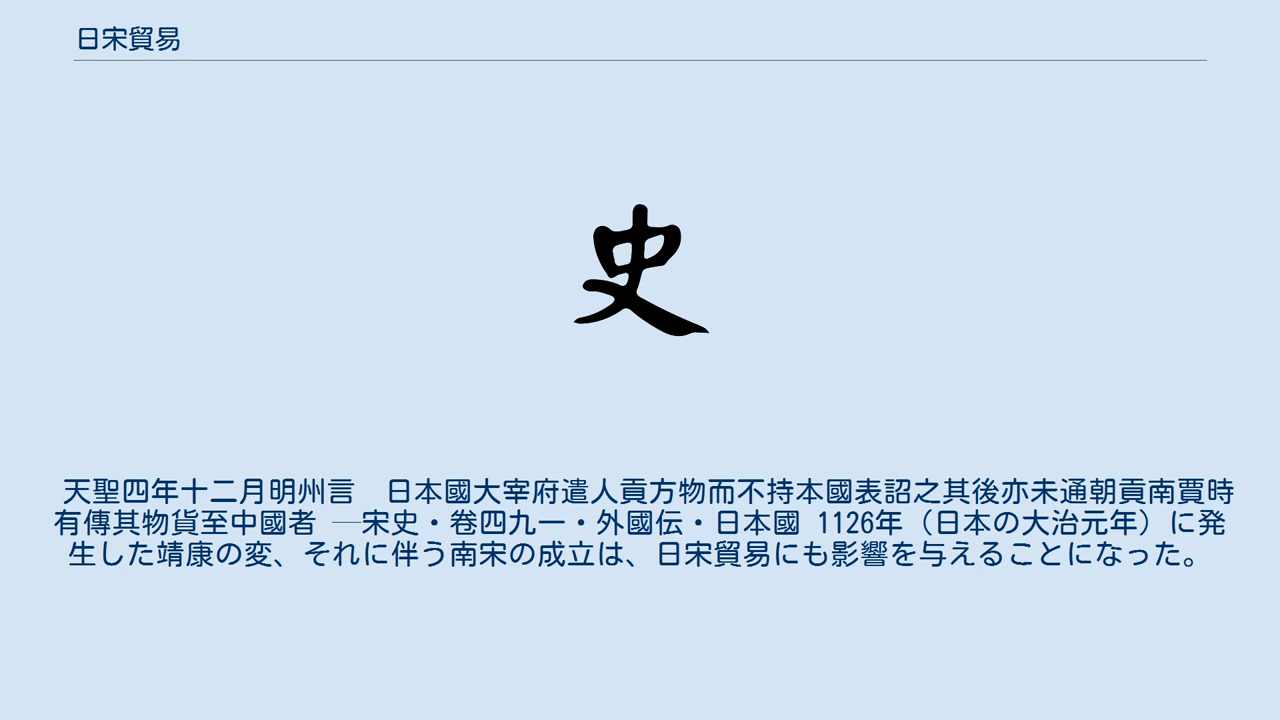 日宋貿易
史
天聖四年十二月明州言　日本國大宰府遣人貢方物而不持本國表詔之其後亦未通朝貢南賈時
有傳其物貨至中國者 ─宋史・卷四九一・外國伝・日本國 1126年（日本の大治元年）に発
生した靖康の変、それに伴う南宋の成立は、日宋貿易にも影響を与えることになった。